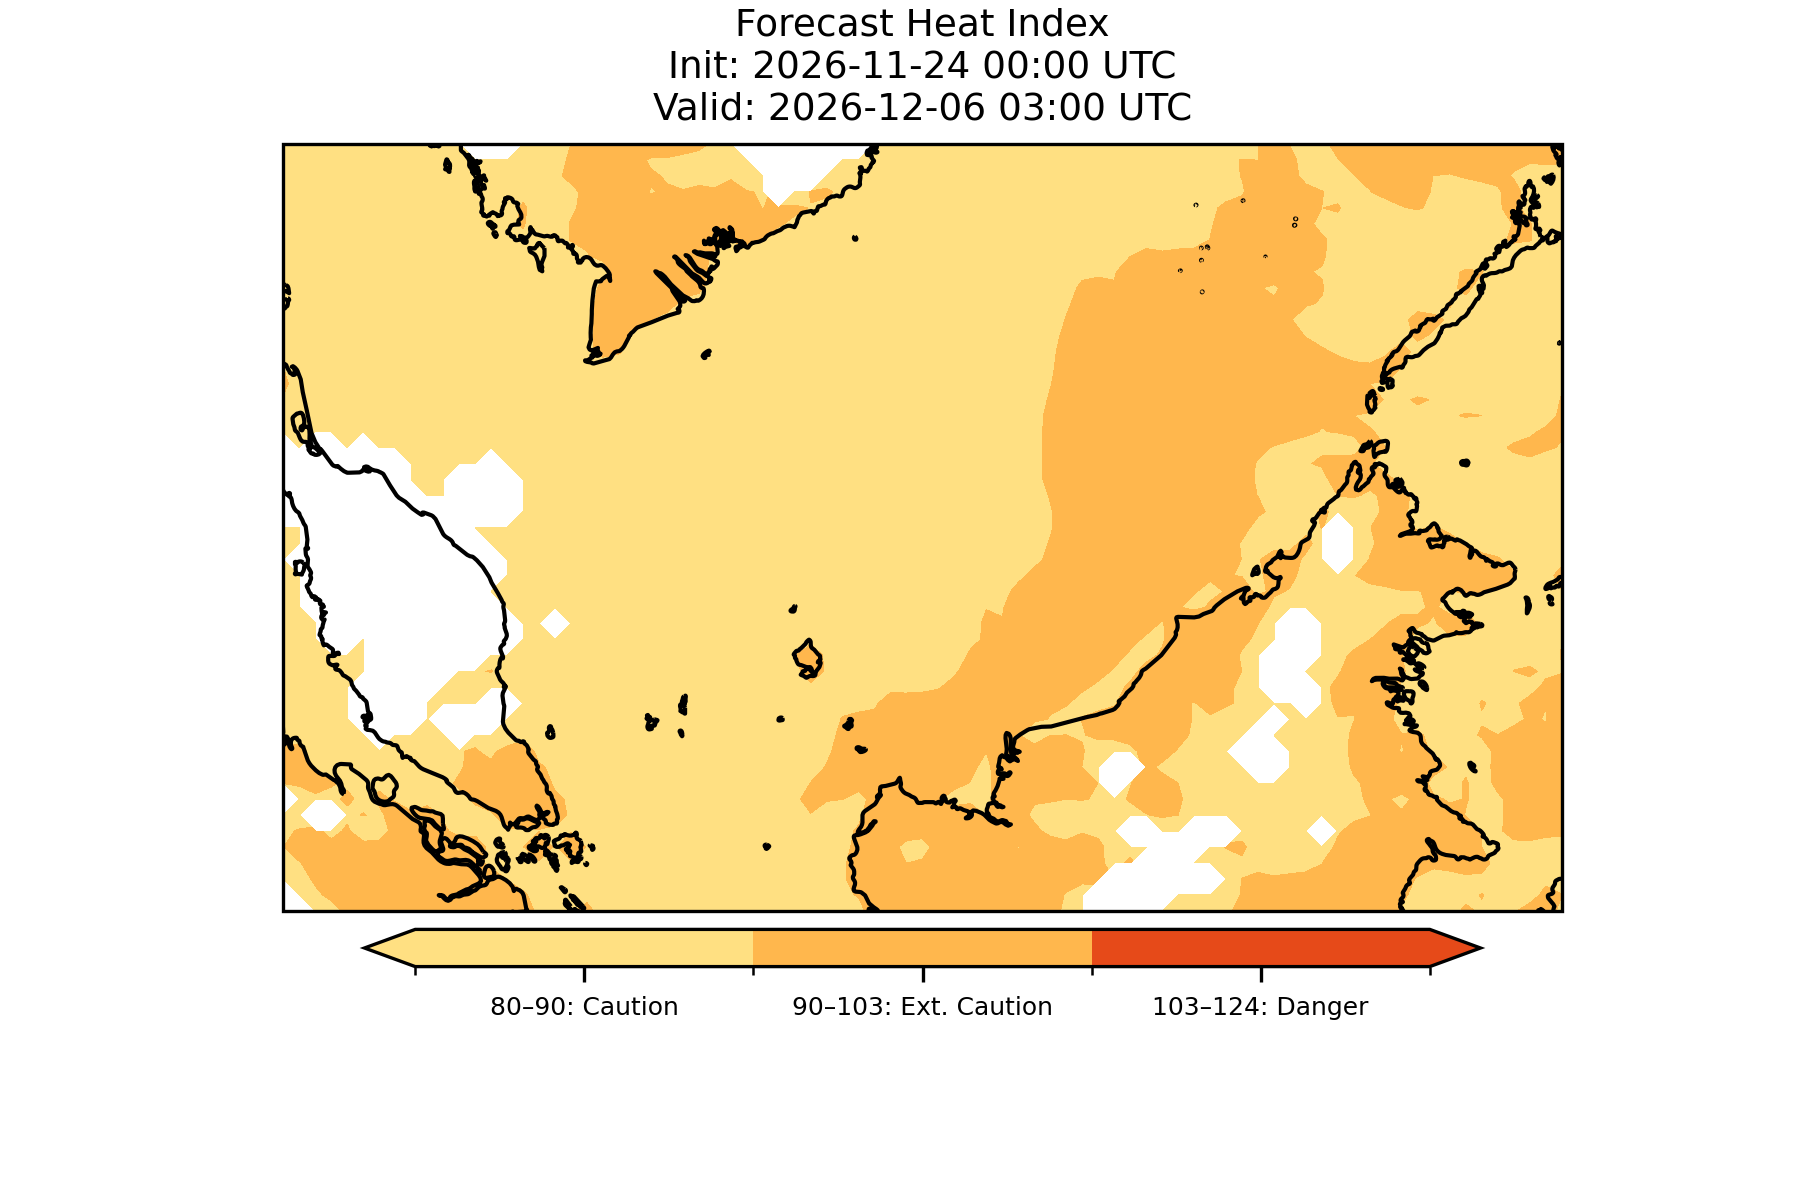 Forecast Heat Index
Init: 2026-11-24 00:00 UTC
Valid: 2026-12-06 03:00 UTC
80–90: Caution
90–103: Ext. Caution
103–124: Danger